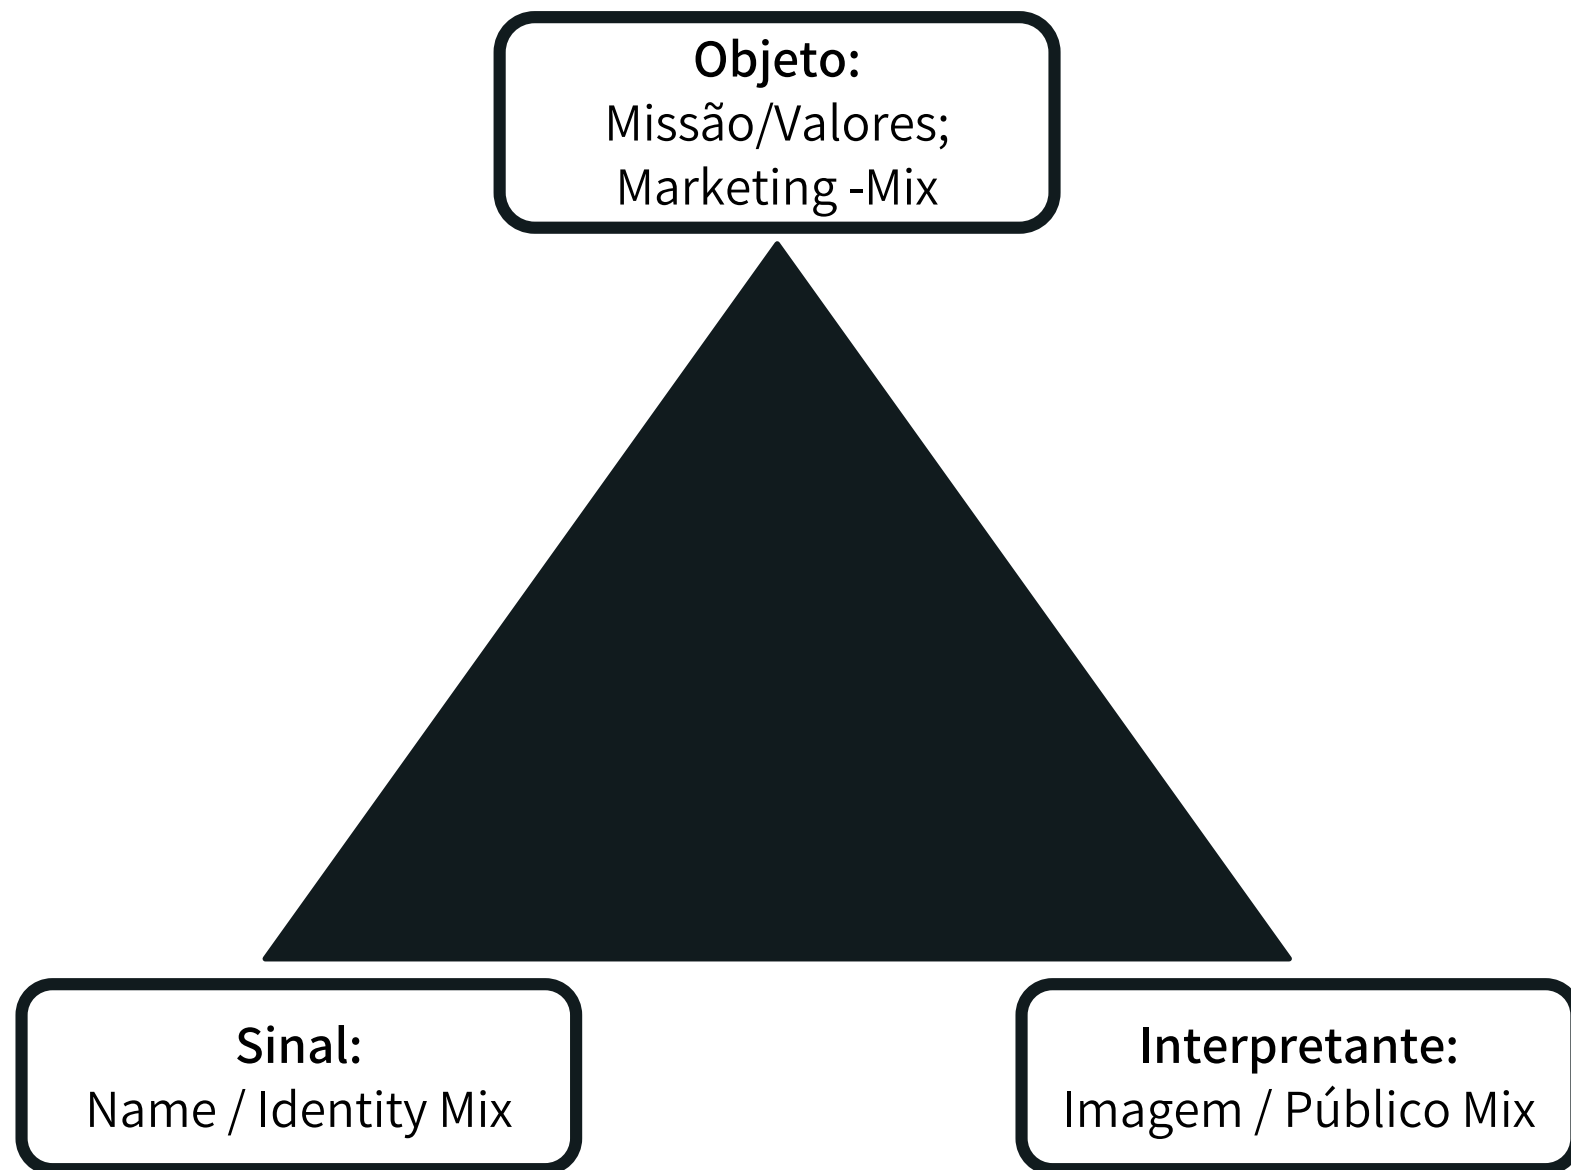 Objeto:
Missão/Valores;
Marketing -Mix
Sinal:
Name / Identity Mix
Interpretante:
Imagem / Público Mix